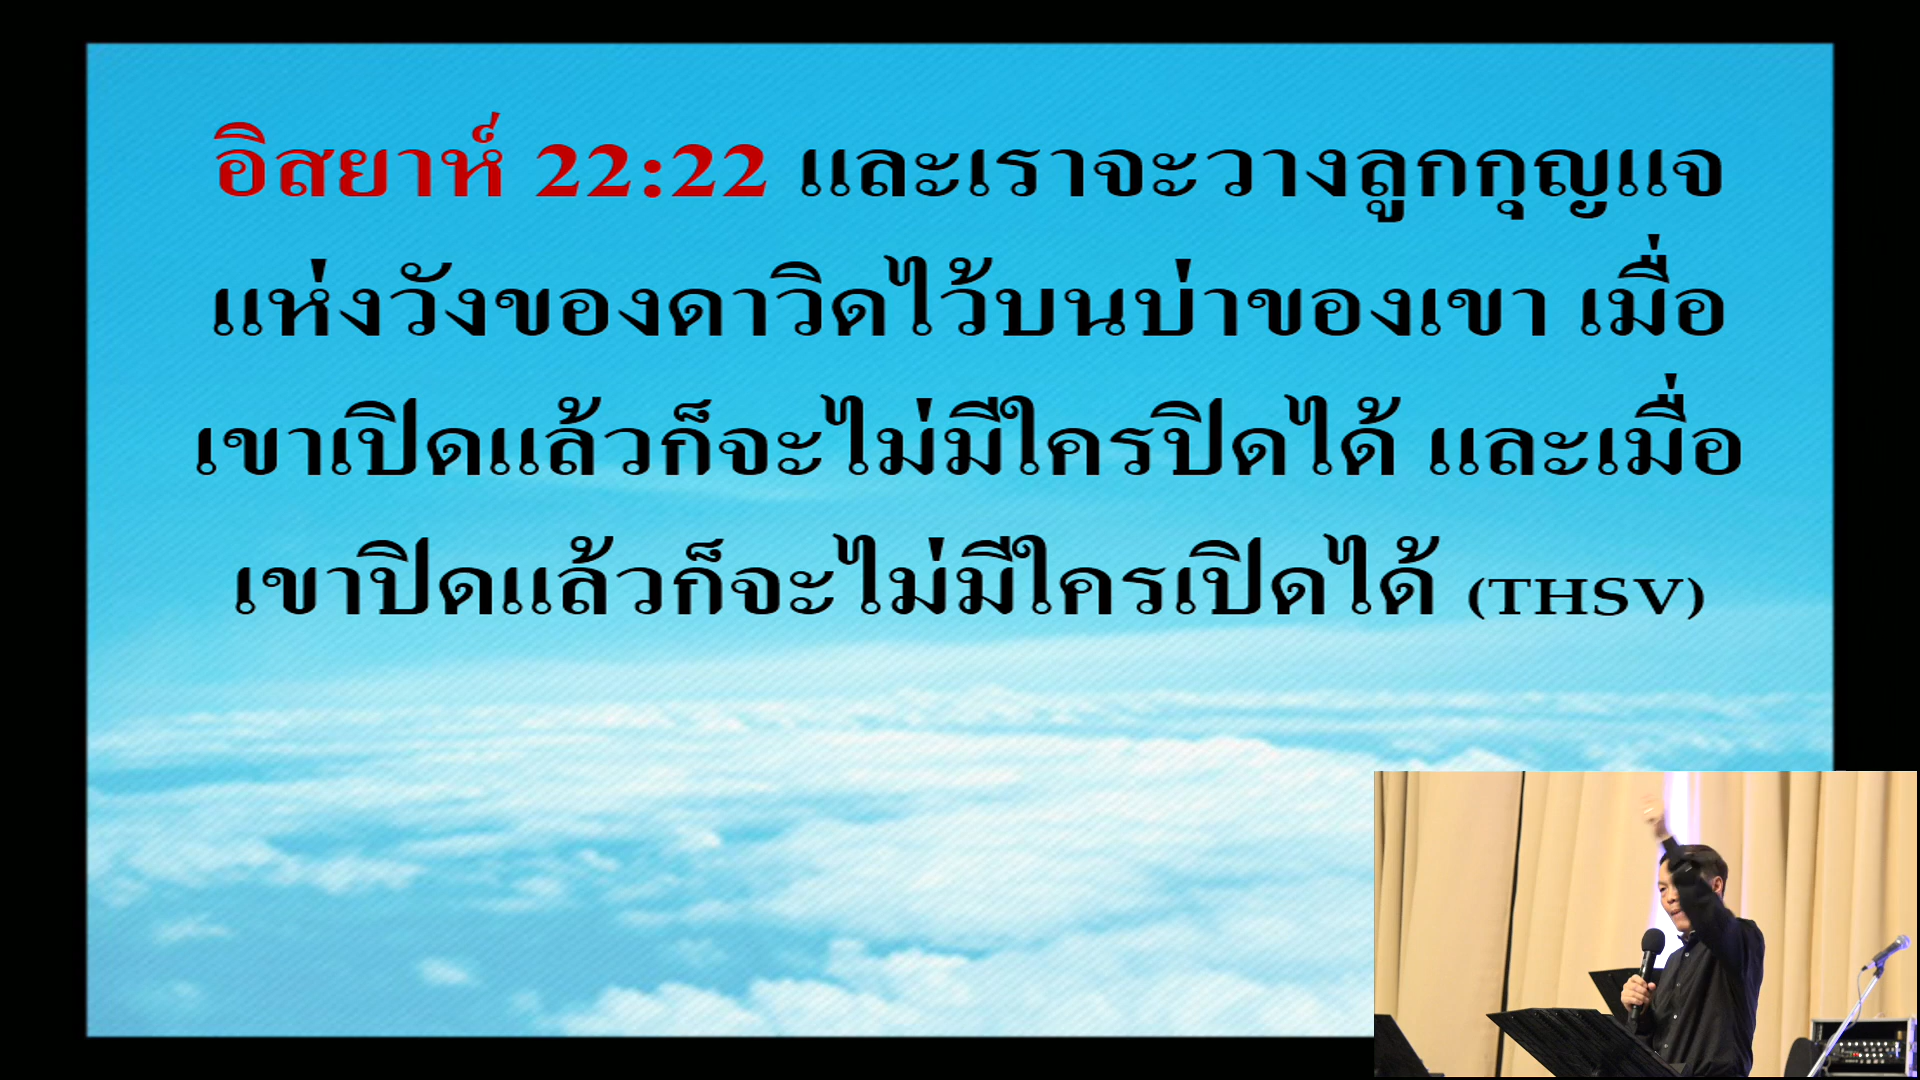 อิสยาห์ 22:22 และเราจะวางลูกกุญแจ
แห่งวังของดาวิดไว้บนบ่าของเขา เมื่อ
เขาเปิดแล้วก็จะไม่มีใครปิดได้ และเมื่อ
เขาปิดแล้วก็จะไม่มีใครเปิดได้ (THSV)